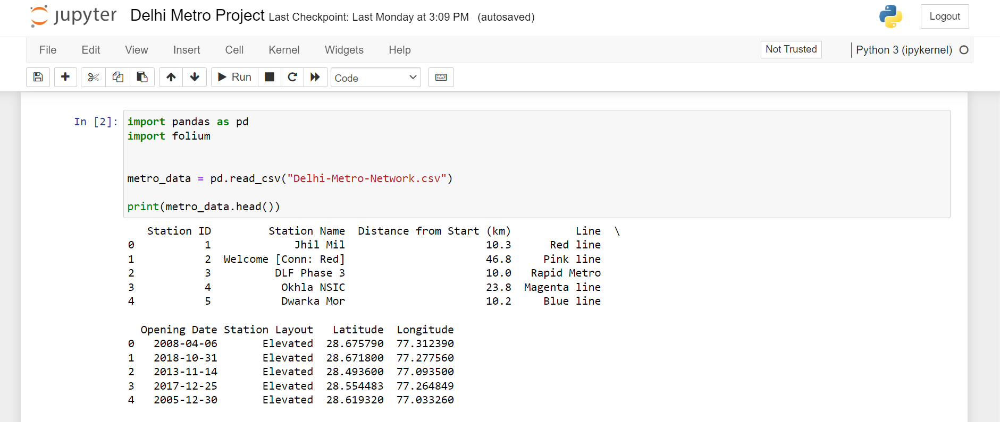 jupyter Delhi Metro Project Last Checkpoint: Last Monday at 3:09 PM (autosaved) Logout
File Edit View Insert Cell Kernel Widgets Help Not Trusted Python 3 (ipykernel)
Run Code
In [2]: import pandas as pd
import folium
metro_data = pd.read_csv("Delhi-Metro-Network.csv")
print(metro_data.head())
Station ID Station Name Distance from Start (km) Line \
0 1 Jhil Mil 10.3 Red line
1 2 Welcome [Conn: Red] 46.8 Pink line
2 3 DLF Phase 3 10.0 Rapid Metro
3 4 Okhla NSIC 23.8 Magenta line
4 5 Dwarka Mor 10.2 Blue line
Opening Date Station Layout Latitude Longitude
0 2008-04-06 Elevated 28.675790 77.312390
1 2018-10-31 Elevated 28.671800 77.277560
2 2013-11-14 Elevated 28.493600 77.093500
3 2017-12-25 Elevated 28.554483 77.264849
4 2005-12-30 Elevated 28.619320 77.033260